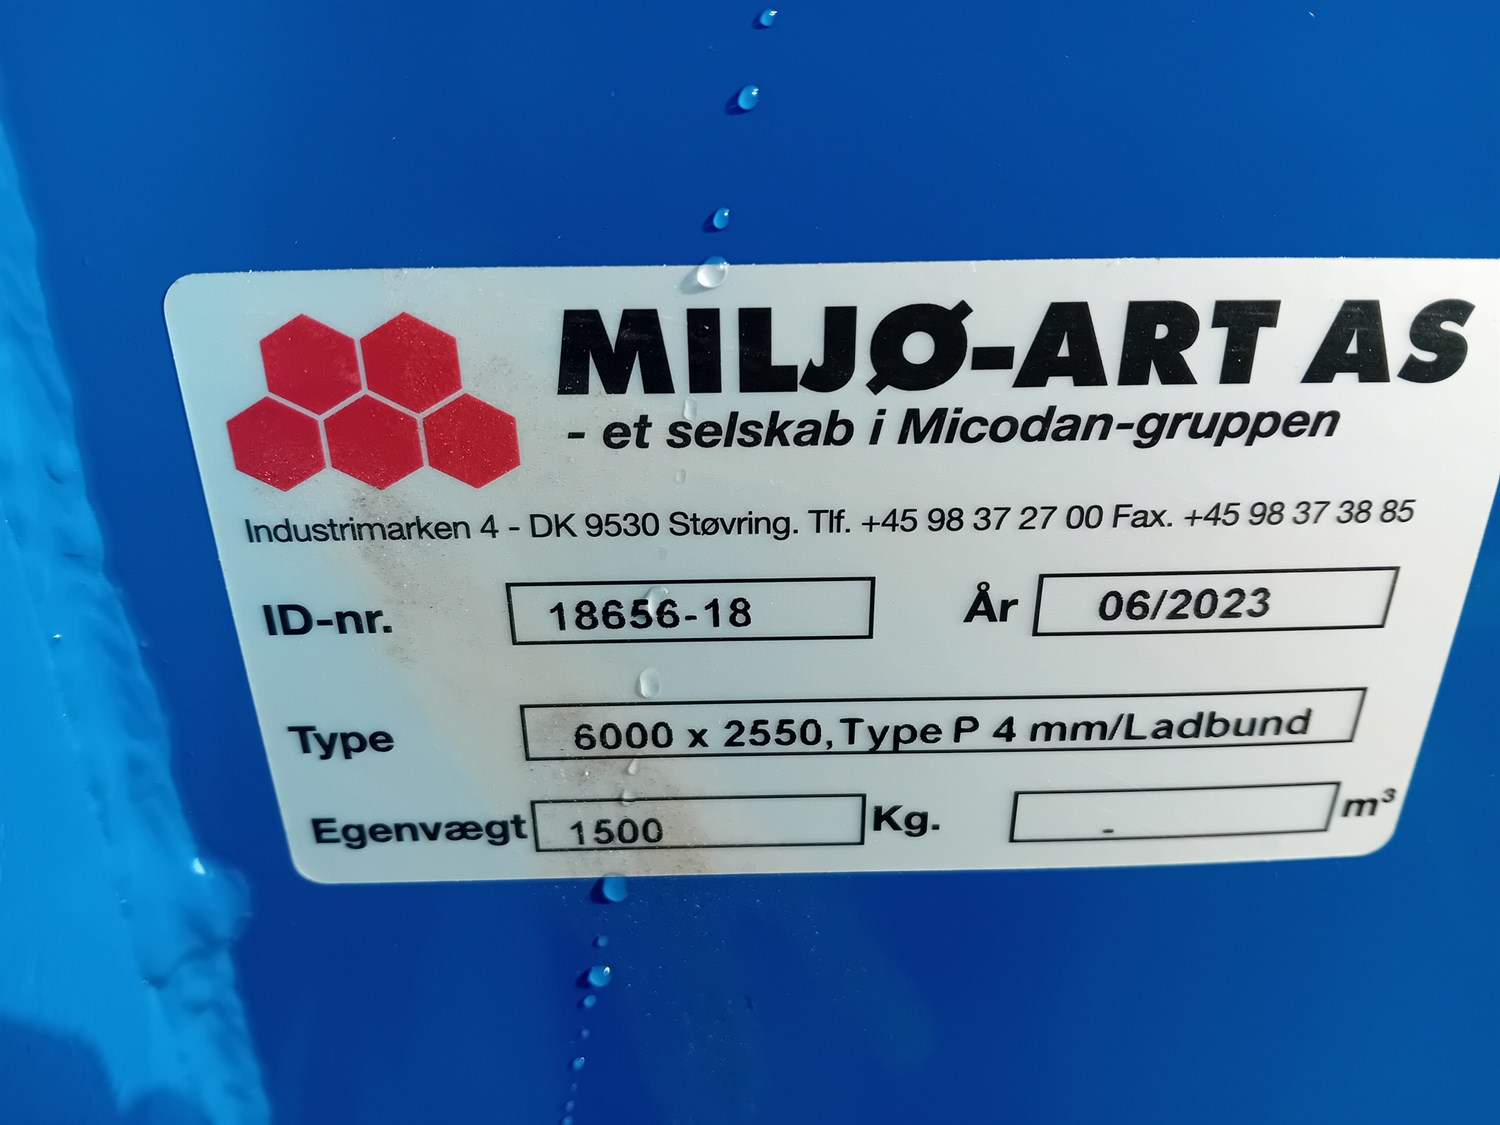 MILJØ-ART AS
- et selskab i Micodan-gruppen
Industrimarken 4 - DK 9530 Støvring. Tlf. +45 98 37 27 00 Fax. +45 98 37 38 85
ID-nr. 18656-18 År 06/2023
Type 6000 x 2550, Type P 4 mm/Ladbund
Egenvægt 1500 Kg. - m³